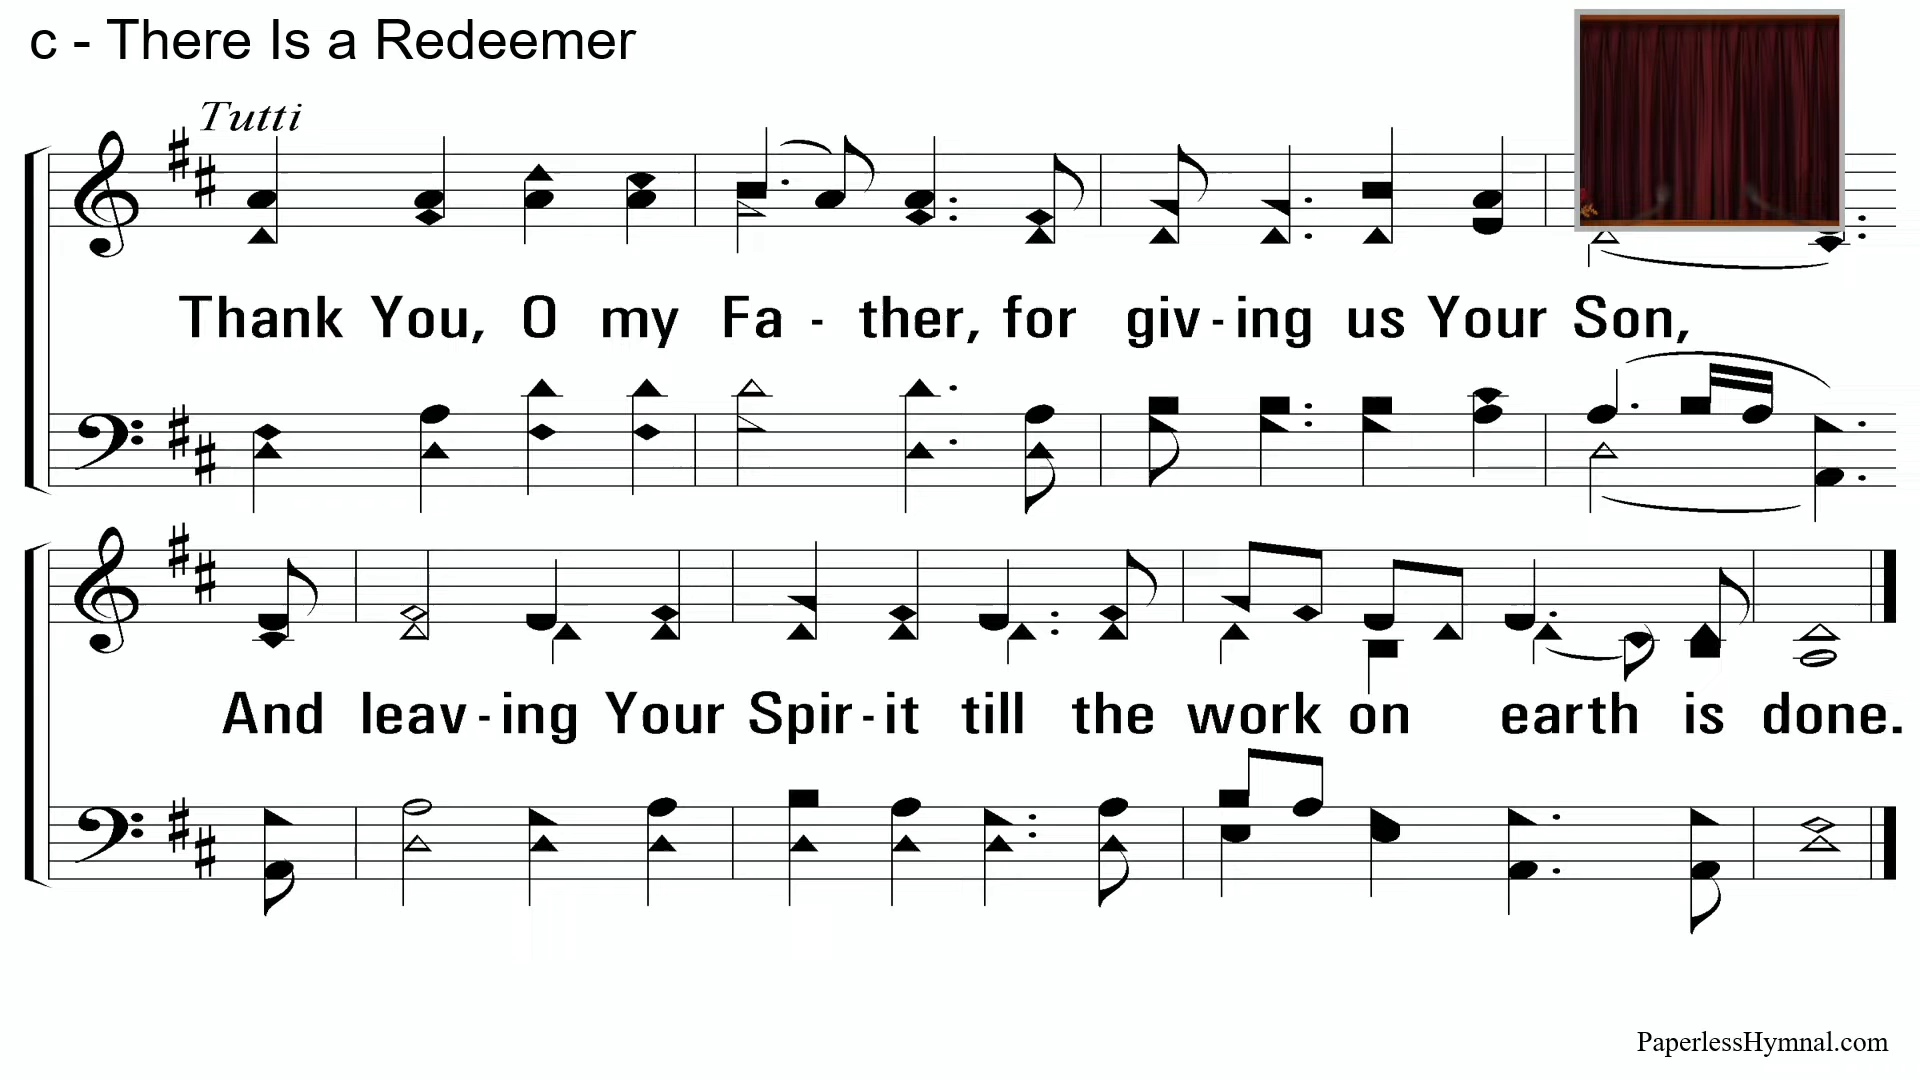 c - There Is a Redeemer
Tutti
Thank You, O my Fa - ther, for giv - ing us Your Son,
And leav - ing Your Spir - it till the work on earth is done.
PaperlessHymnal.com